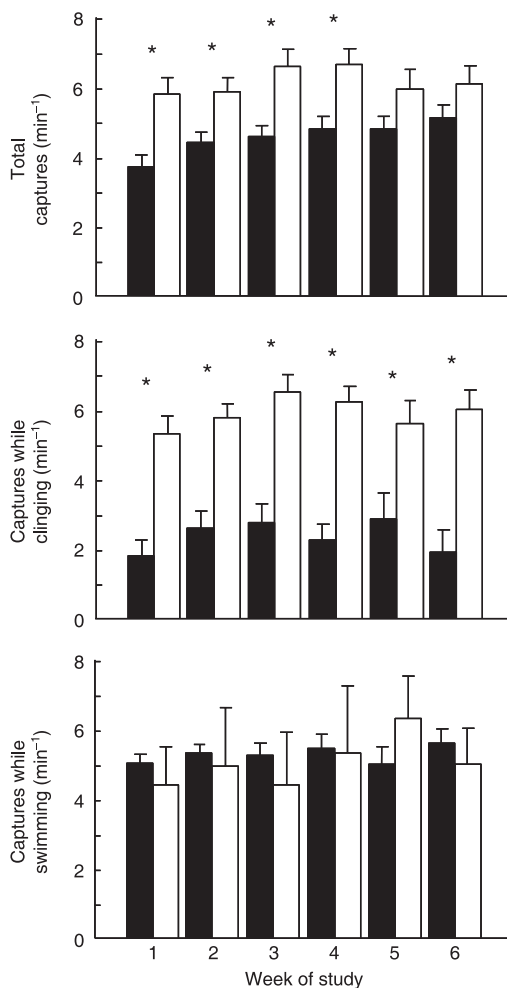 8
6
4
2
0
Total
captures (min⁻¹)
* * * *
8
6
4
2
0
Captures while
clinging (min⁻¹)
* * * * * *
8
6
4
2
0
Captures while
swimming (min⁻¹)
1 2 3 4 5 6
Week of study